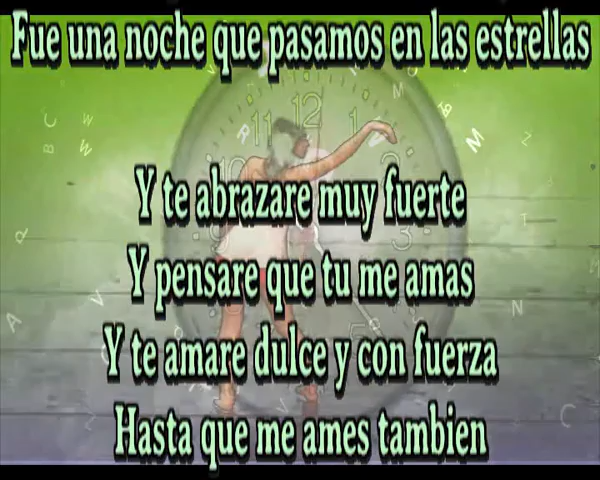 Fue una noche que pasamos en las estrellas
Y te abrazare muy fuerte
Y pensare que tu me amas
Y te amare dulce y con fuerza
Hasta que me ames tambien